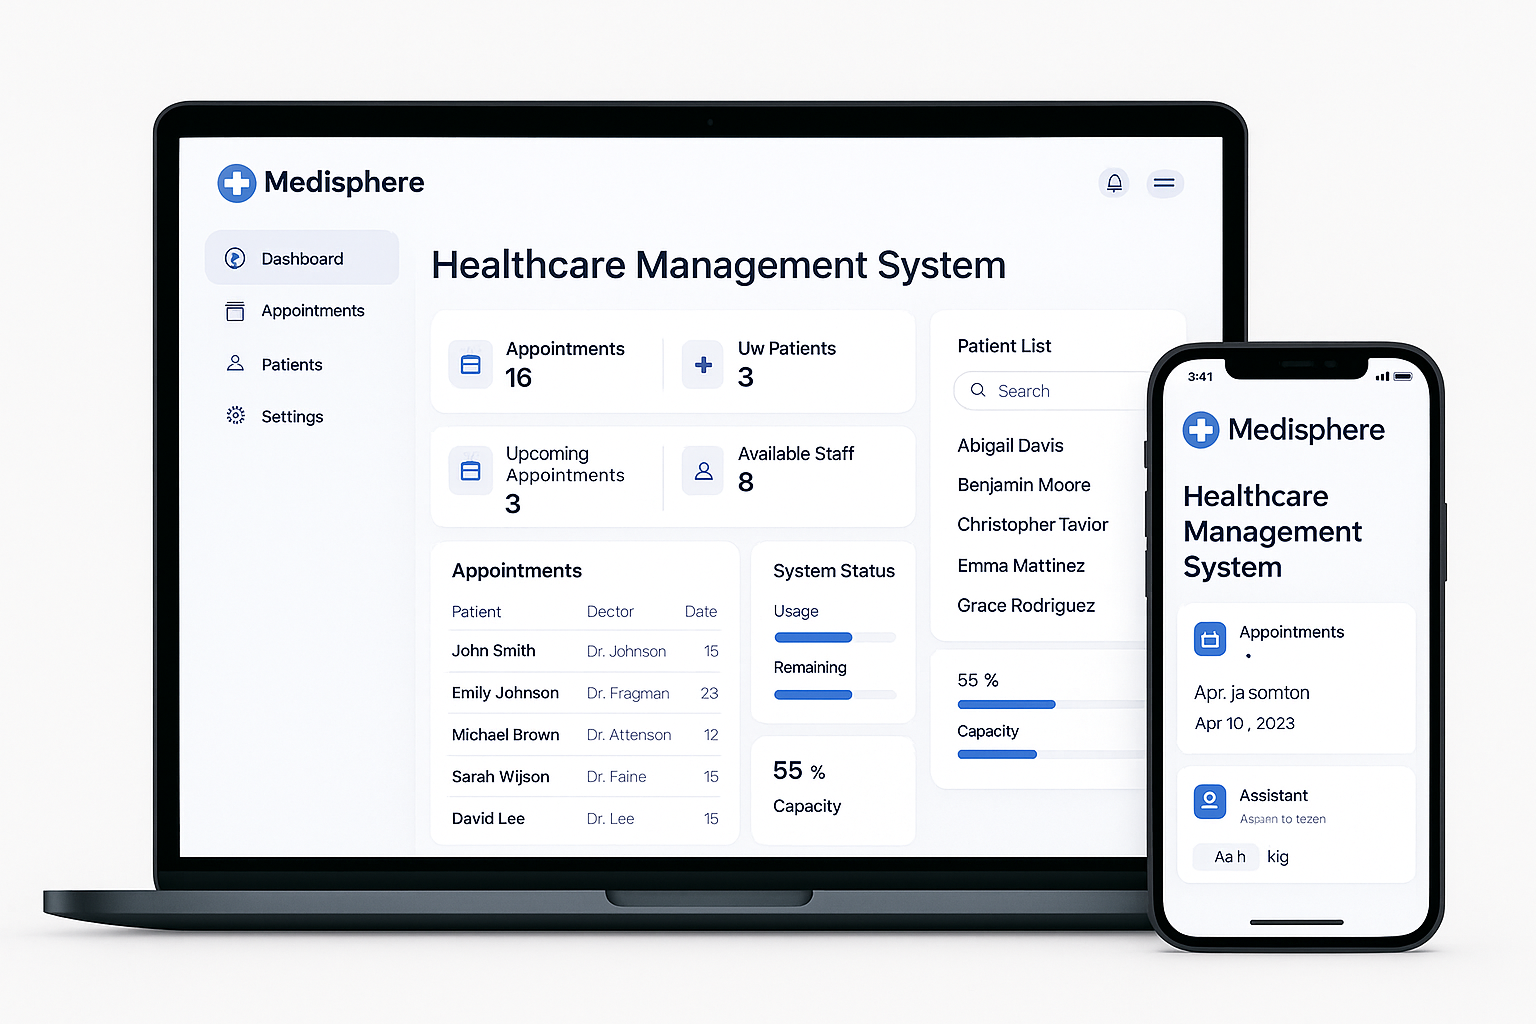 Medisphere
Dashboard
Appointments
Patients
Settings
Healthcare Management System
Appointments
16
Uw Patients
3
Upcoming
Appointments
3
Available Staff
8
Appointments
Patient Dector Date
John Smith Dr. Johnson 15
Emily Johnson Dr. Fragman 23
Michael Brown Dr. Attenson 12
Sarah Wijson Dr. Faine 15
David Lee Dr. Lee 15
System Status
Usage
Remaining
55 %
Capacity
Patient List
Search
Abigail Davis
Benjamin Moore
Christopher Tavior
Emma Mattinez
Grace Rodriguez
55 %
Capacity
3:41
Medisphere
Healthcare
Management
System
Appointments
Apr. ja somton
Apr 10 , 2023
Assistant
Aspann to tezen
Aa h kig